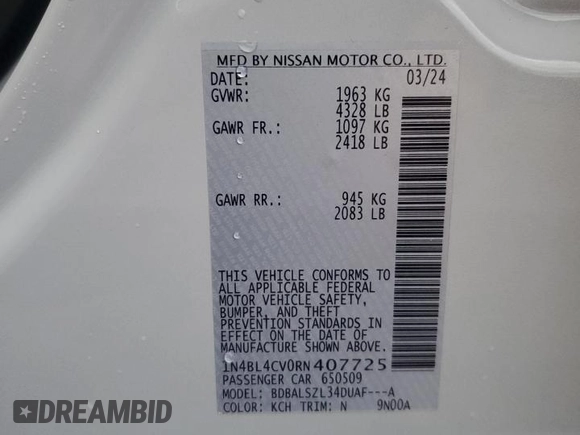 MFD BY NISSAN MOTOR CO., LTD.
DATE: 03/24
GVWR: 1963 KG
4328 LB
GAWR FR.: 1097 KG
2418 LB
GAWR RR.: 945 KG
2083 LB
THIS VEHICLE CONFORMS TO
ALL APPLICABLE FEDERAL
MOTOR VEHICLE SAFETY,
BUMPER, AND THEFT
PREVENTION STANDARDS IN
EFFECT ON THE DATE OF
MANUFACTURE SHOWN ABOVE.
1N4BL4CV0RN407725
PASSENGER CAR 650509
MODEL: BDBALSZL34DUAF---A
COLOR: KCH TRIM: N 9N00A
DREAMBID